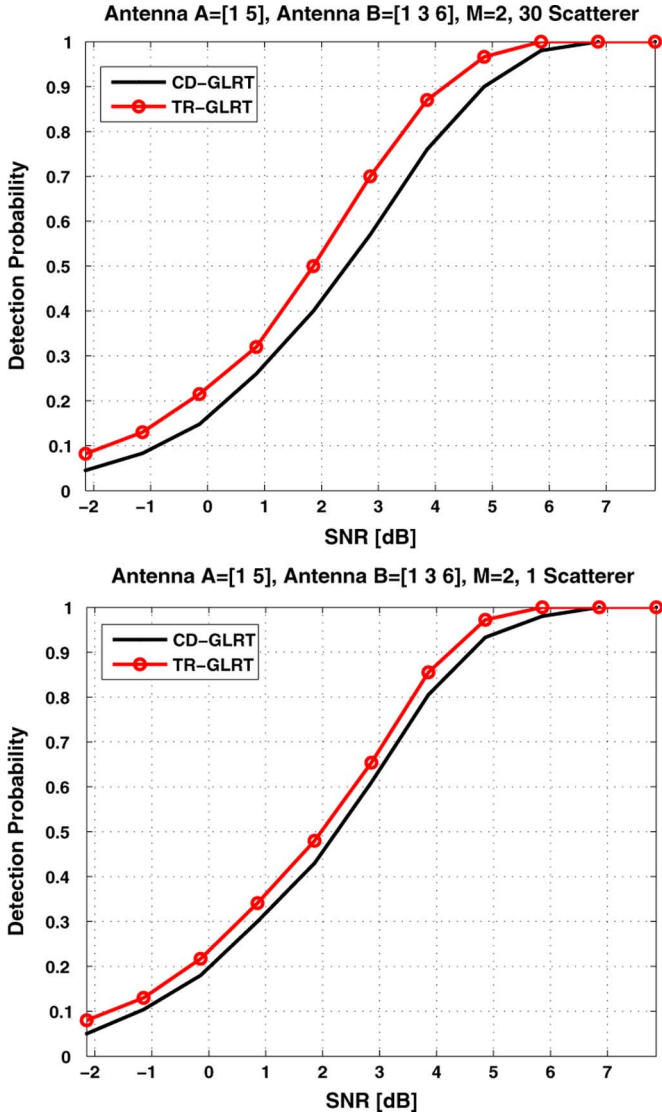 Antenna A=[1 5], Antenna B=[1 3 6], M=2, 30 Scatterer
1
0.9
0.8
0.7
0.6
0.5
0.4
0.3
0.2
0.1
0
Detection Probability
CD-GLRT
TR-GLRT
-2 -1 0 1 2 3 4 5 6 7
SNR [dB]
Antenna A=[1 5], Antenna B=[1 3 6], M=2, 1 Scatterer
1
0.9
0.8
0.7
0.6
0.5
0.4
0.3
0.2
0.1
0
Detection Probability
CD-GLRT
TR-GLRT
-2 -1 0 1 2 3 4 5 6 7
SNR [dB]